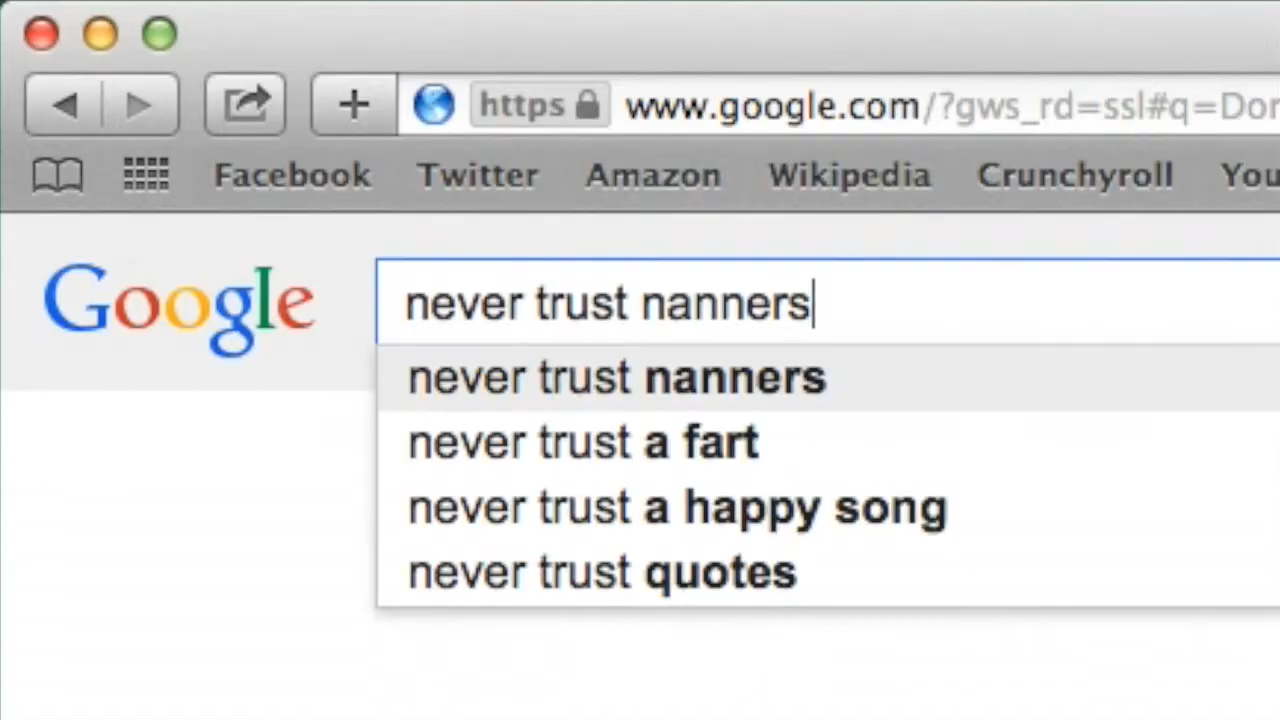 https www.google.com/?gws_rd=ssl#q=Dor
Facebook Twitter Amazon Wikipedia Crunchyroll You
Google never trust nanners
never trust nanners
never trust a fart
never trust a happy song
never trust quotes